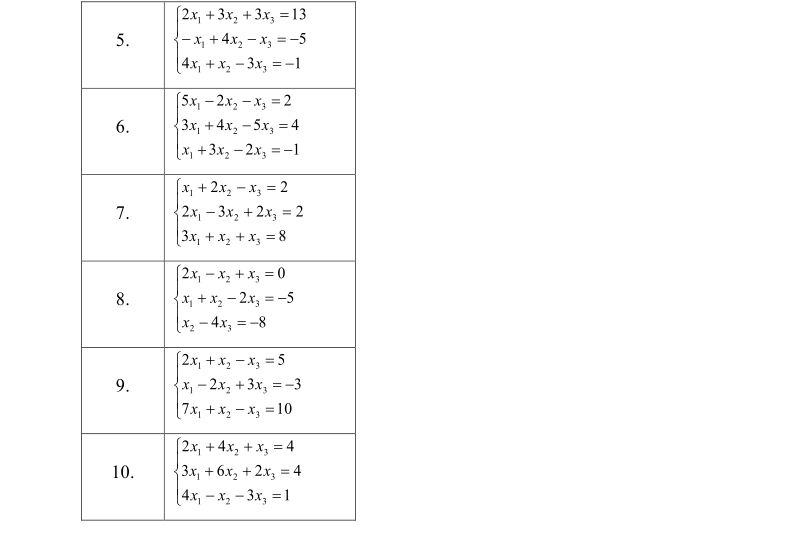 5.
2x₁ + 3x₂ + 3x₃ = 13
− x₁ + 4x₂ − x₃ = −5
4x₁ + x₂ − 3x₃ = −1
6.
5x₁ − 2x₂ − x₃ = 2
3x₁ + 4x₂ − 5x₃ = 4
x₁ + 3x₂ − 2x₃ = −1
7.
x₁ + 2x₂ − x₃ = 2
2x₁ − 3x₂ + 2x₃ = 2
3x₁ + x₂ + x₃ = 8
8.
2x₁ − x₂ + x₃ = 0
x₁ + x₂ − 2x₃ = −5
x₂ − 4x₃ = −8
9.
2x₁ + x₂ − x₃ = 5
x₁ − 2x₂ + 3x₃ = −3
7x₁ + x₂ − x₃ = 10
10.
2x₁ + 4x₂ + x₃ = 4
3x₁ + 6x₂ + 2x₃ = 4
4x₁ − x₂ − 3x₃ = 1